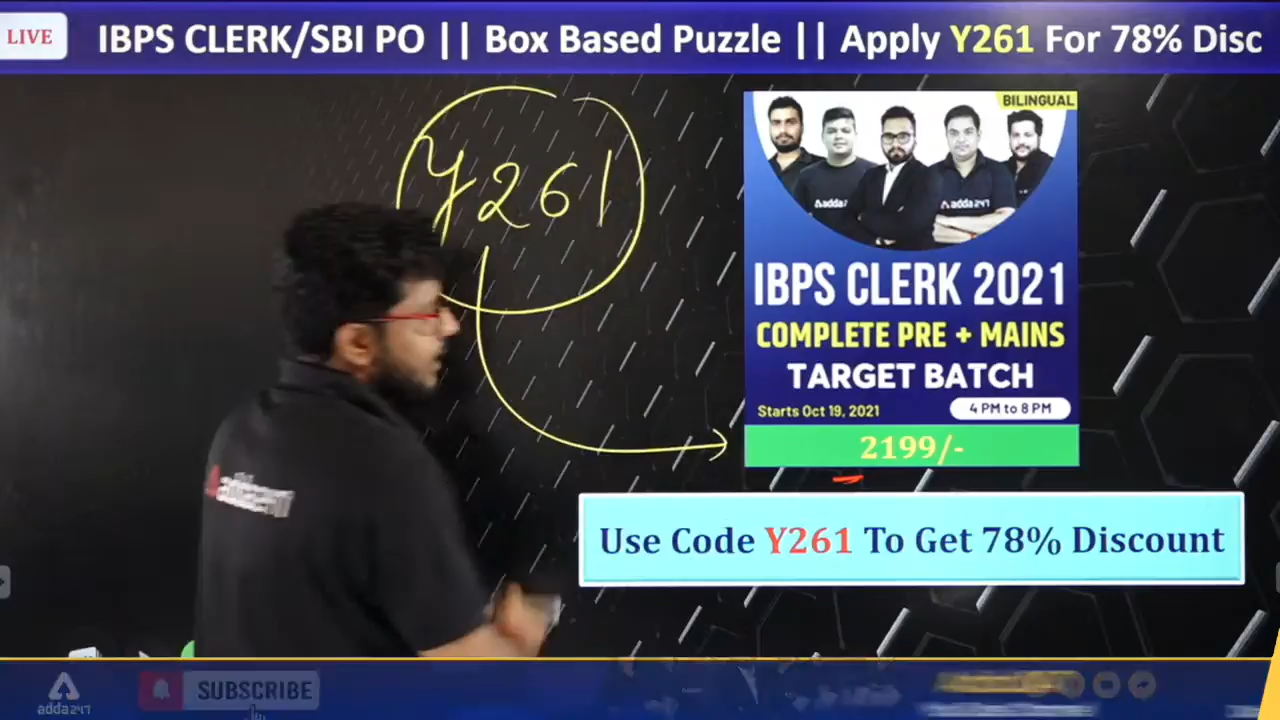 LIVE
IBPS CLERK/SBI PO || Box Based Puzzle || Apply Y261 For 78% Disc
Y261
BILINGUAL
adda247
IBPS CLERK 2021
COMPLETE PRE + MAINS
TARGET BATCH
Starts Oct 19, 2021
4 PM to 8 PM
2199/-
Use Code Y261 To Get 78% Discount
adda247
SUBSCRIBE
adda247